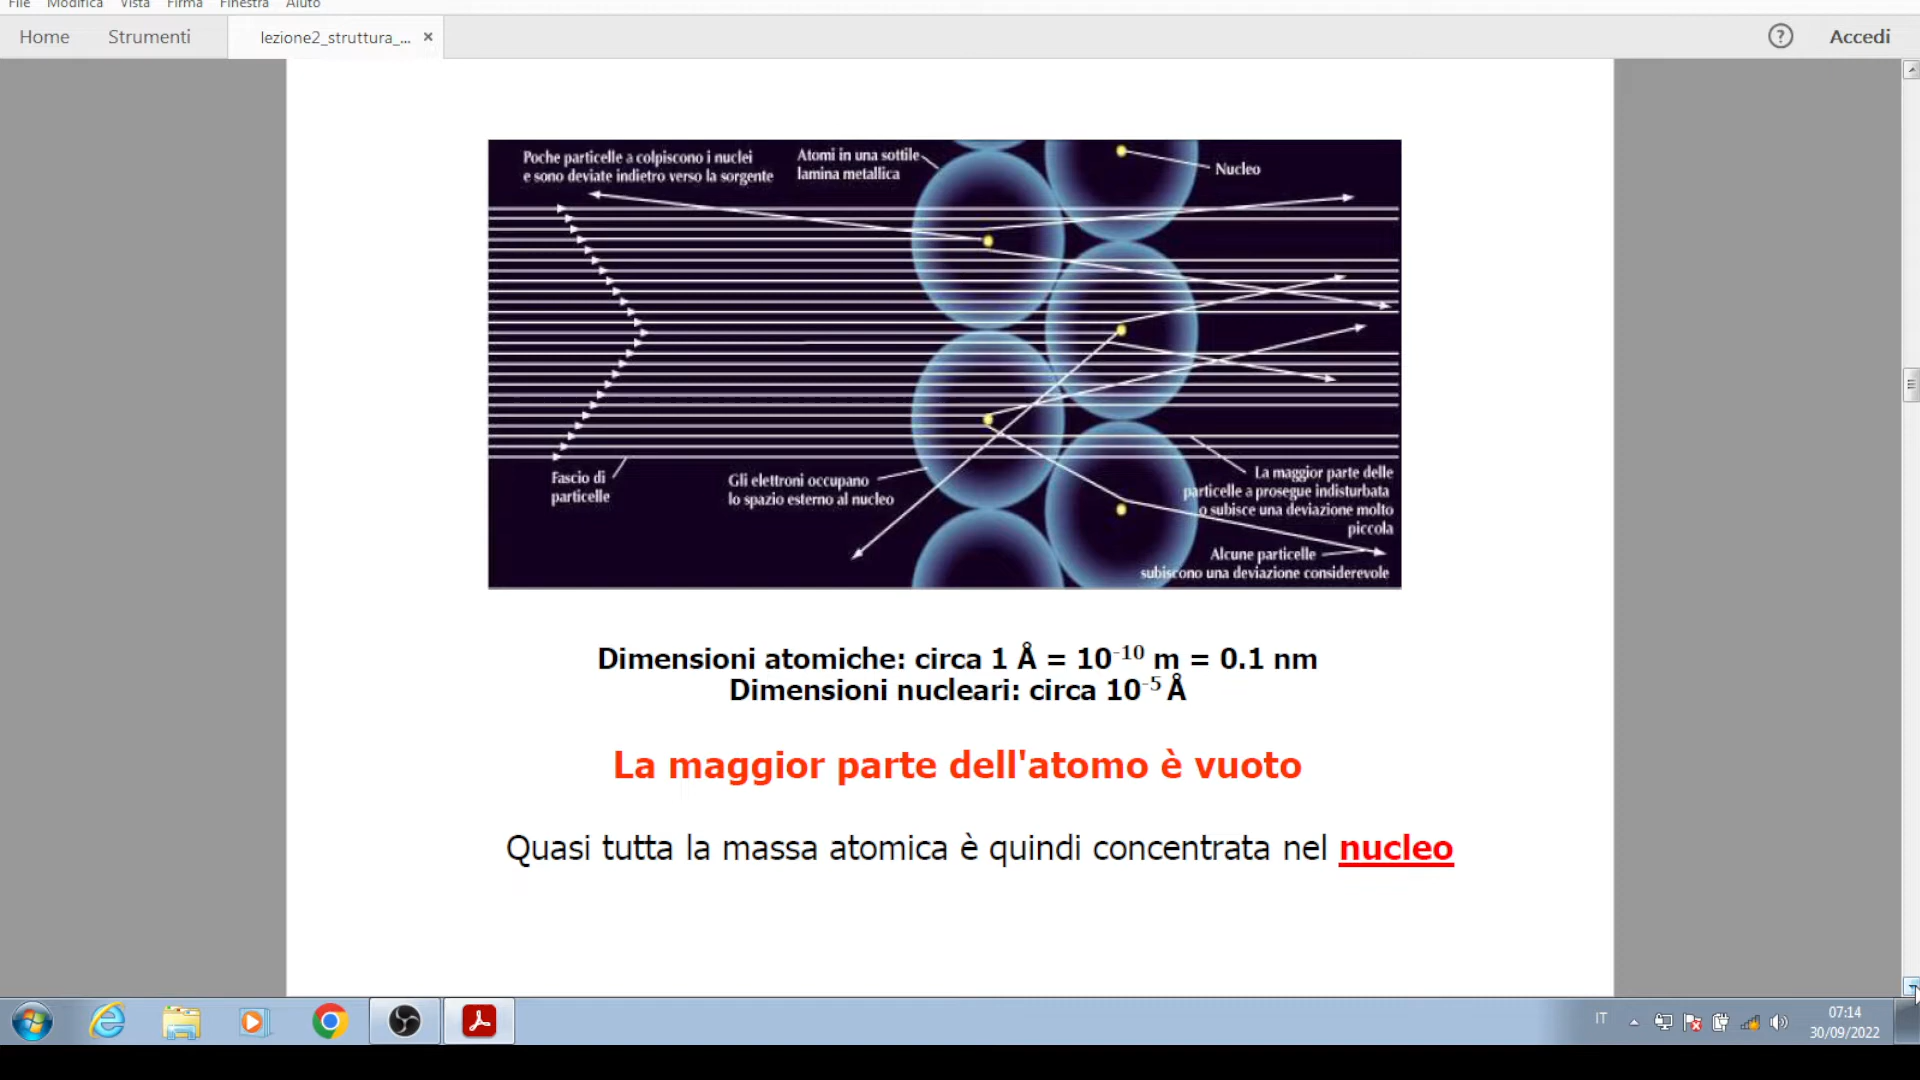 File Modifica Vista Firma Finestra Aiuto
Home Strumenti lezione2_struttura_... × ? Accedi
Poche particelle a colpiscono i nuclei
e sono deviate indietro verso la sorgente
Atomi in una sottile
lamina metallica
Nucleo
Fascio di
particelle
Gli elettroni occupano
lo spazio esterno al nucleo
La maggior parte delle
particelle a prosegue indisturbata
o subisce una deviazione molto
piccola
Alcune particelle
subiscono una deviazione considerevole
Dimensioni atomiche: circa 1 Å = 10⁻¹⁰ m = 0.1 nm
Dimensioni nucleari: circa 10⁻⁵ Å
La maggior parte dell'atomo è vuoto
Quasi tutta la massa atomica è quindi concentrata nel nucleo
IT
07:14
30/09/2022